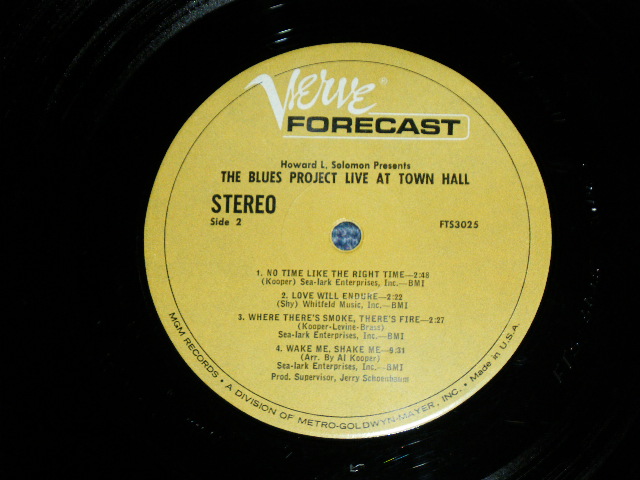 Verve ®
FORECAST
Howard L. Solomon Presents
THE BLUES PROJECT LIVE AT TOWN HALL
STEREO
Side 2
FTS3025
1. NO TIME LIKE THE RIGHT TIME—2:48
(Kooper) Sea-lark Enterprises, Inc.—BMI
2. LOVE WILL ENDURE—2:22
(Shy) Whitfeld Music, Inc.—BMI
3. WHERE THERE'S SMOKE, THERE'S FIRE—2:27
(Kooper-Levine-Brass)
Sea-lark Enterprises, Inc.—BMI
4. WAKE ME, SHAKE ME—9:31
(Arr. By Al Kooper)
Sea-lark Enterprises, Inc.—BMI
Prod. Supervisor, Jerry Schoenbaum
MGM RECORDS • A DIVISION OF METRO-GOLDWYN-MAYER, INC. • Made in U.S.A.